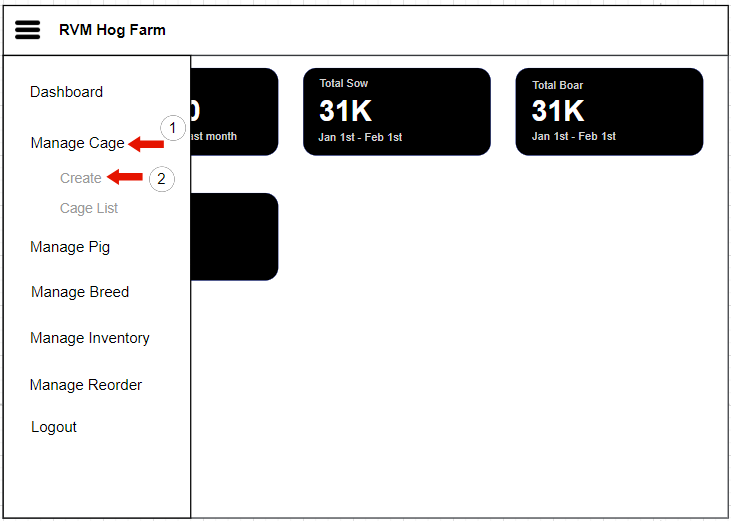 RVM Hog Farm
Dashboard
Manage Cage
1
Create
2
Cage List
Manage Pig
Manage Breed
Manage Inventory
Manage Reorder
Logout
0
last month
Total Sow
31K
Jan 1st - Feb 1st
Total Boar
31K
Jan 1st - Feb 1st